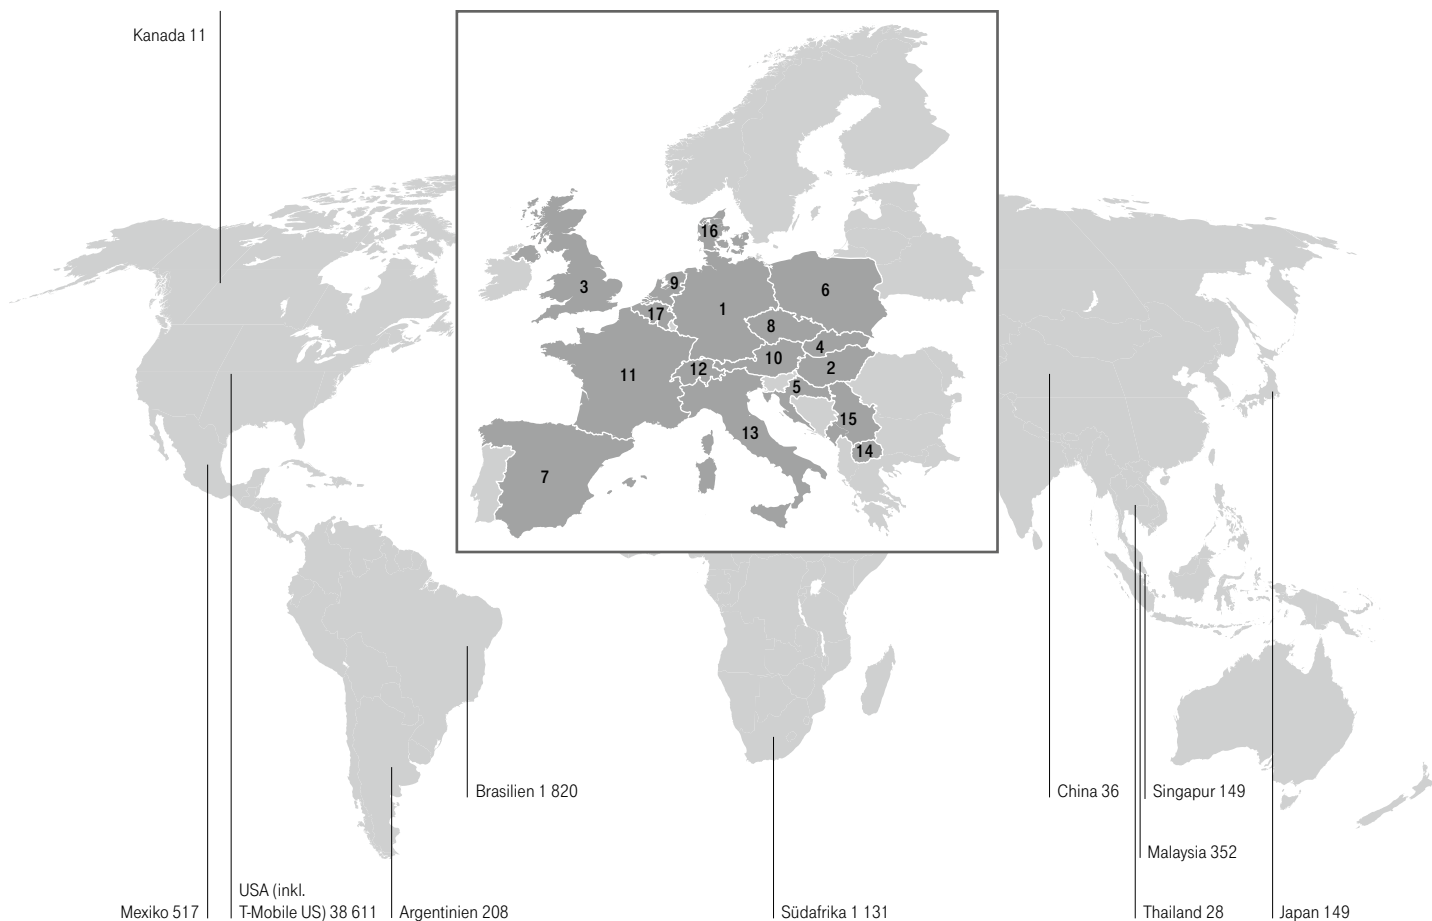 Kanada 11
16
3
9
1
6
17
8
4
10
2
12
11
5
15
13
14
7
Brasilien 1 820
China 36
Singapur 149
Malaysia 352
USA (inkl.
Mexiko 517
T-Mobile US) 38 611
Argentinien 208
Südafrika 1 131
Thailand 28
Japan 149